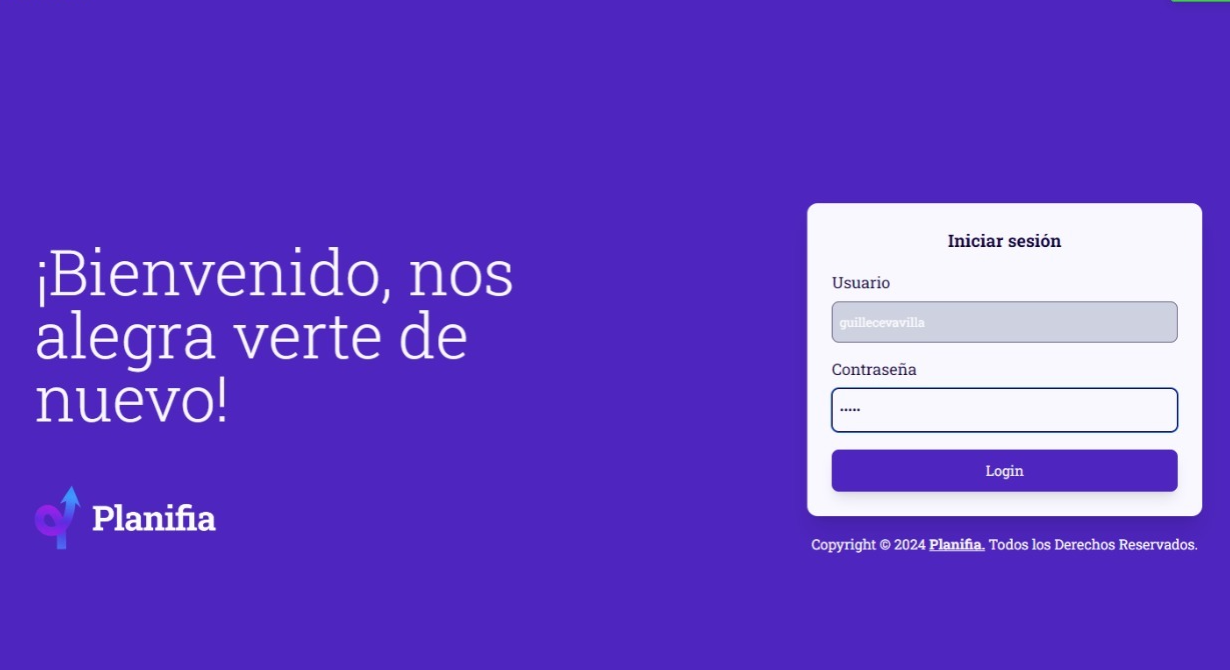 ¡Bienvenido, nos
alegra verte de
nuevo!
Planifia
Iniciar sesión
Usuario
guillecevavilla
Contraseña
•••••
Login
Copyright © 2024 Planifia. Todos los Derechos Reservados.